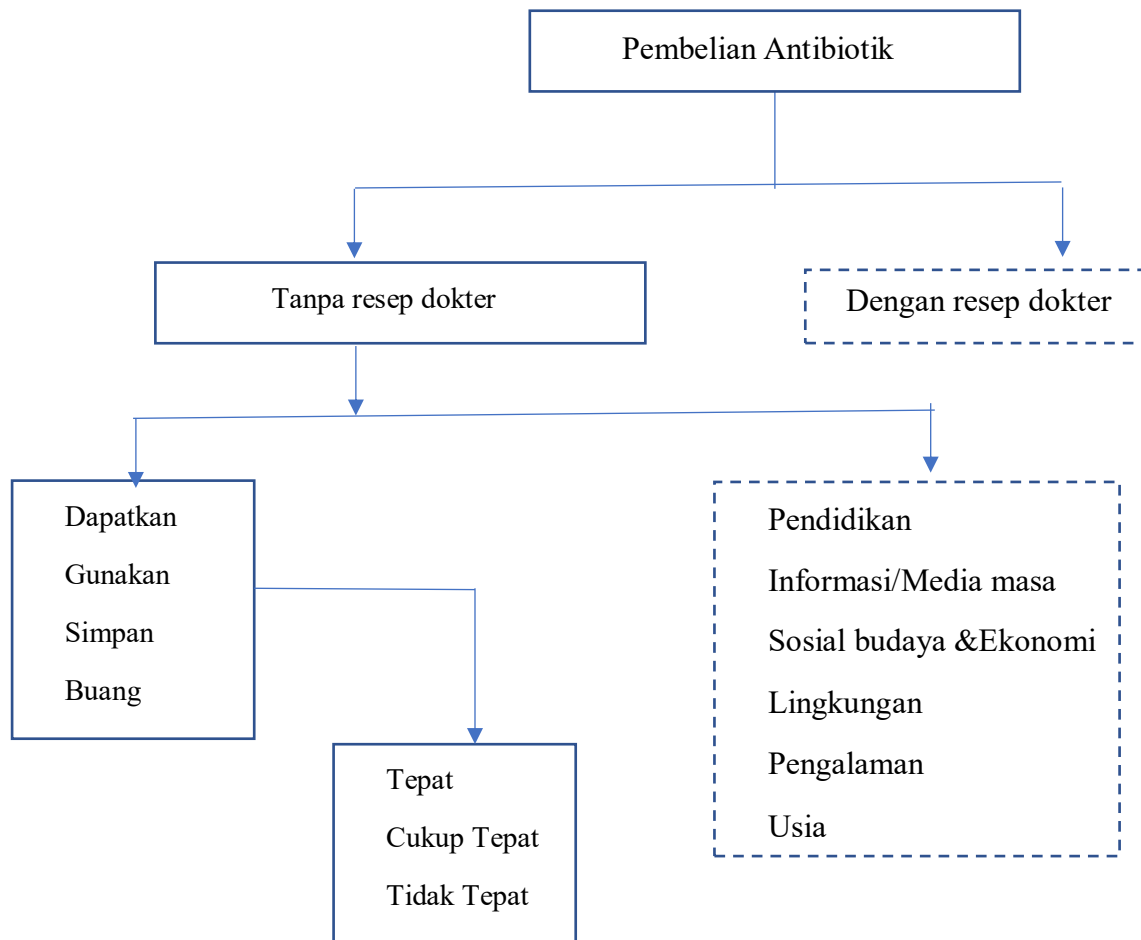 Pembelian Antibiotik
Tanpa resep dokter
Dengan resep dokter
Dapatkan
Gunakan
Simpan
Buang
Pendidikan
Informasi/Media masa
Sosial budaya &Ekonomi
Lingkungan
Pengalaman
Usia
Tepat
Cukup Tepat
Tidak Tepat